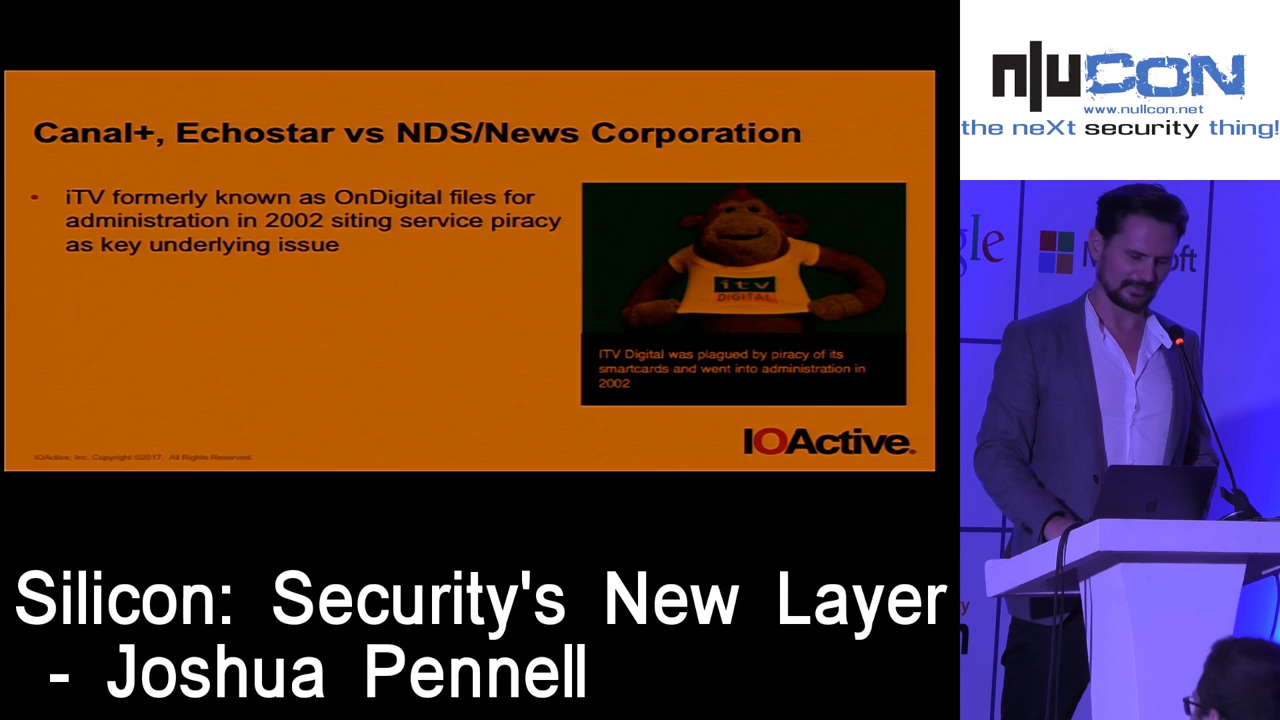 Canal+, Echostar vs NDS/News Corporation
• iTV formerly known as OnDigital files for
administration in 2002 siting service piracy
as key underlying issue
itv
DIGITAL
ITV Digital was plagued by piracy of its
smartcards and went into administration in
2002
IOActive.
IOActive, Inc. Copyright ©2017. All Rights Reserved.
n|uCON
www.nullcon.net
the neXt security thing!
gle
M
soft
Silicon: Security's New Layer
- Joshua Pennell